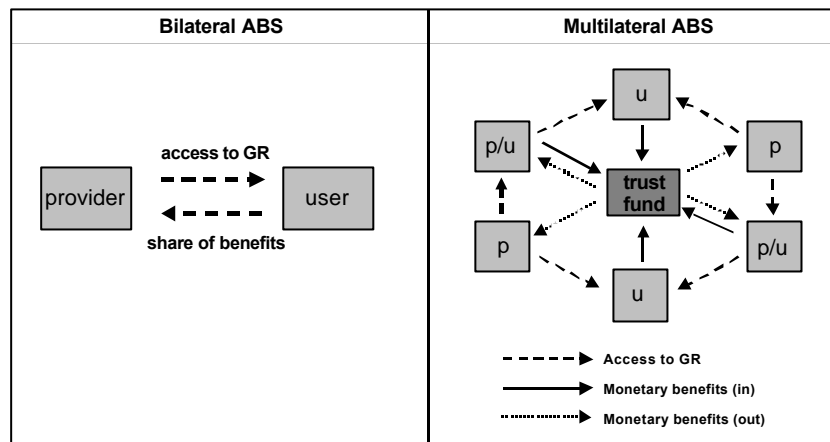 Bilateral ABS
Multilateral ABS
access to GR
provider
user
share of benefits
u
p/u
p
trust
fund
p
p/u
u
Access to GR
Monetary benefits (in)
Monetary benefits (out)